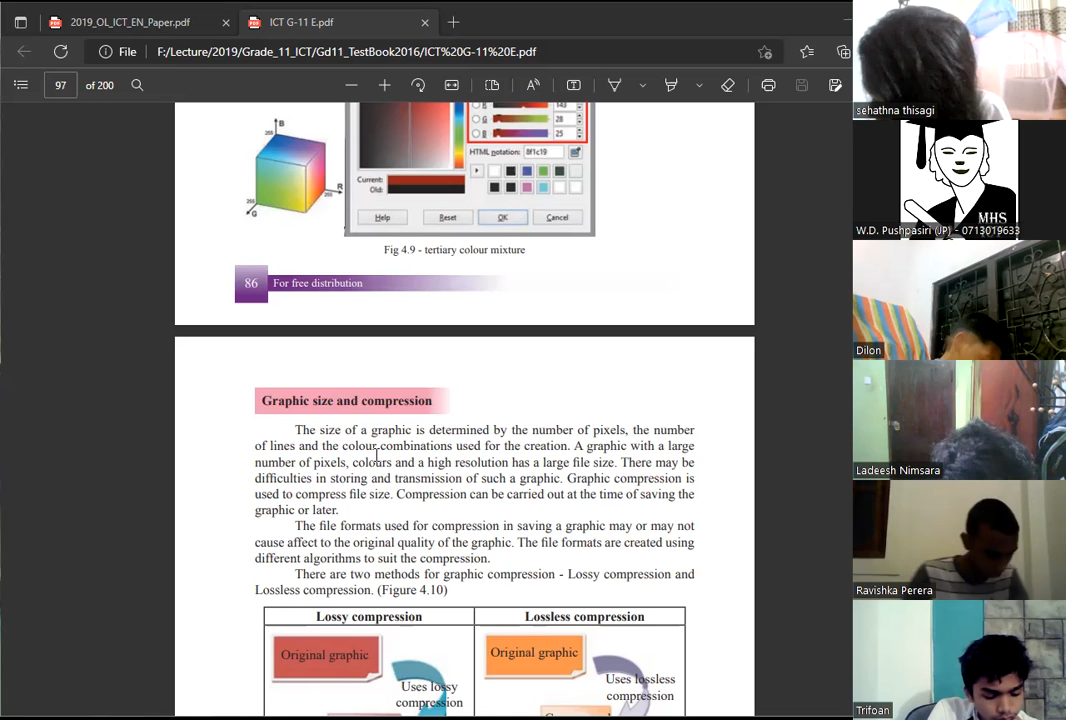 2019_OL_ICT_EN_Paper.pdf
ICT G-11 E.pdf
File
F:/Lecture/2019/Grade_11_ICT/Gd11_TestBook2016/ICT%20G-11%20E.pdf
97 of 200
B
255
R
255
G
255
R 143
G 28
B 25
HTML notation: 8f1c19
Current:
Old:
Help Reset OK Cancel
Fig 4.9 - tertiary colour mixture
86 For free distribution
Graphic size and compression
The size of a graphic is determined by the number of pixels, the number
of lines and the colour combinations used for the creation. A graphic with a large
number of pixels, colours and a high resolution has a large file size. There may be
difficulties in storing and transmission of such a graphic. Graphic compression is
used to compress file size. Compression can be carried out at the time of saving the
graphic or later.
The file formats used for compression in saving a graphic may or may not
cause affect to the original quality of the graphic. The file formats are created using
different algorithms to suit the compression.
There are two methods for graphic compression - Lossy compression and
Lossless compression. (Figure 4.10)
Lossy compression Lossless compression
Original graphic
Uses lossy
compression
Original graphic
Uses lossless
compression
sehathna thisagi
MHS
W.D. Pushpasiri (JP) - 0713019633
Dilon
Ladeesh Nimsara
Ravishka Perera
Trifoan